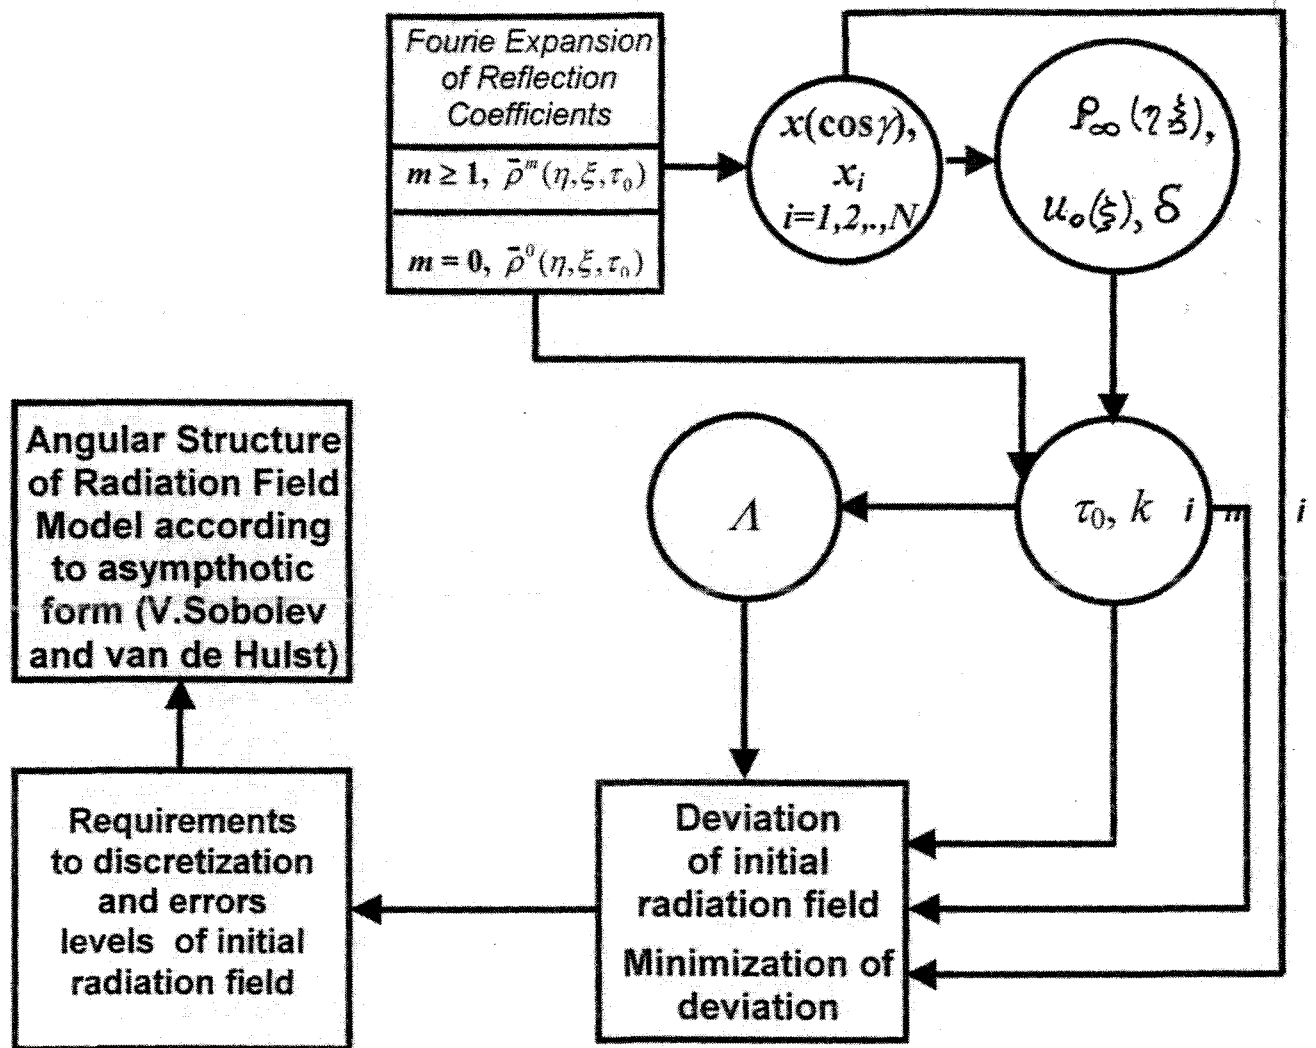 Fourie Expansion
of Reflection
Coefficients
m ≥ 1, ρ̄ᵐ(η,ξ,τ₀)
m = 0, ρ̄⁰(η,ξ,τ₀)
x(cosγ),
xᵢ
i=1,2,.,N
ρ∞(η ξ),
u₀(ξ), δ
Angular Structure
of Radiation Field
Model according
to asympthotic
form (V.Sobolev
and van de Hulst)
Λ
τ₀, k i n i
Requirements
to discretization
and errors
levels of initial
radiation field
Deviation
of initial
radiation field
Minimization of
deviation